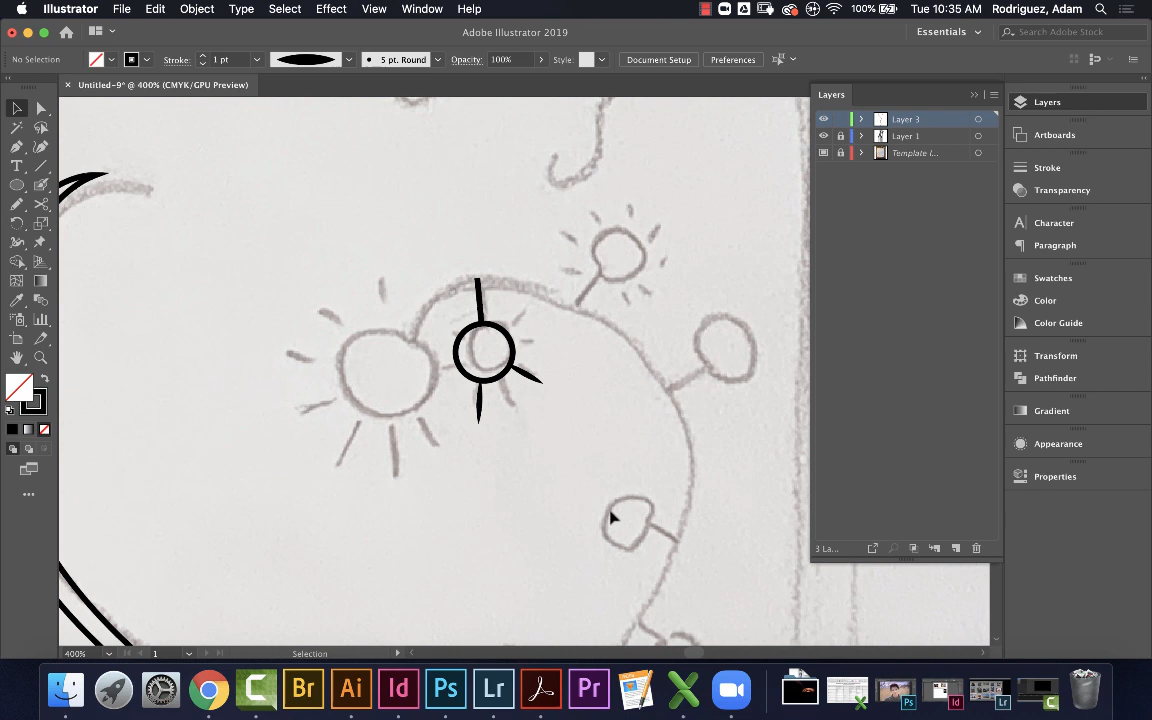 Illustrator File Edit Object Type Select Effect View Window Help 100% Tue 10:35 AM Rodriguez, Adam
Adobe Illustrator 2019
Essentials Search Adobe Stock
No Selection Stroke: 1 pt 5 pt. Round Opacity: 100% Style: Document Setup Preferences
× Untitled-9* @ 400% (CMYK/GPU Preview)
Layers
Layer 3
Layer 1
Template I...
3 La...
Layers
Artboards
Stroke
Transparency
Character
Paragraph
Swatches
Color
Color Guide
Transform
Pathfinder
Gradient
Appearance
Properties
400% 1 Selection
Br Ai Id Ps Lr Pr Ps Id Lr